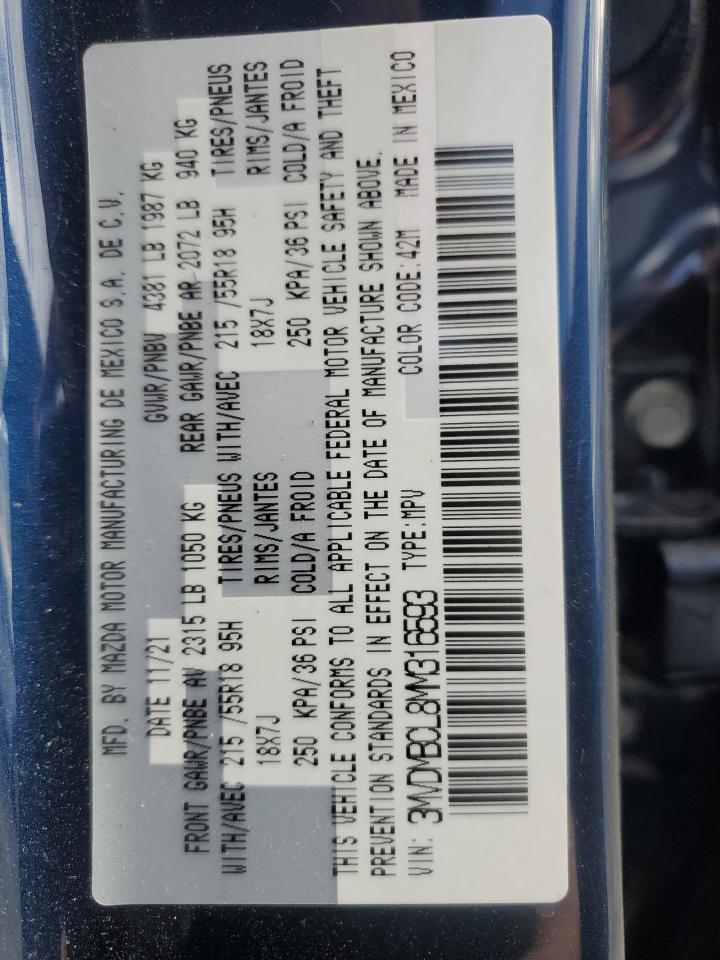 MFD. BY MAZDA MOTOR MANUFACTURING DE MEXICO S.A. DE C.V.
DATE 11/21 GVWR/PNBV 4381 LB 1987 KG
FRONT GAWR/PNBE AV 2315 LB 1050 KG REAR GAWR/PNBE AR 2072 LB 940 KG
WITH/AVEC 215 /55R18 95H TIRES/PNEUS WITH/AVEC 215 /55R18 95H TIRES/PNEUS
18X7J RIMS/JANTES 18X7J RIMS/JANTES
250 KPA/36 PSI COLD/A FROID 250 KPA/36 PSI COLD/A FROID
THIS VEHICLE CONFORMS TO ALL APPLICABLE FEDERAL MOTOR VEHICLE SAFETY AND THEFT
PREVENTION STANDARDS IN EFFECT ON THE DATE OF MANUFACTURE SHOWN ABOVE.
VIN: 3MVDMBCL8MM316593 TYPE:MPV COLOR CODE:42M MADE IN MEXICO